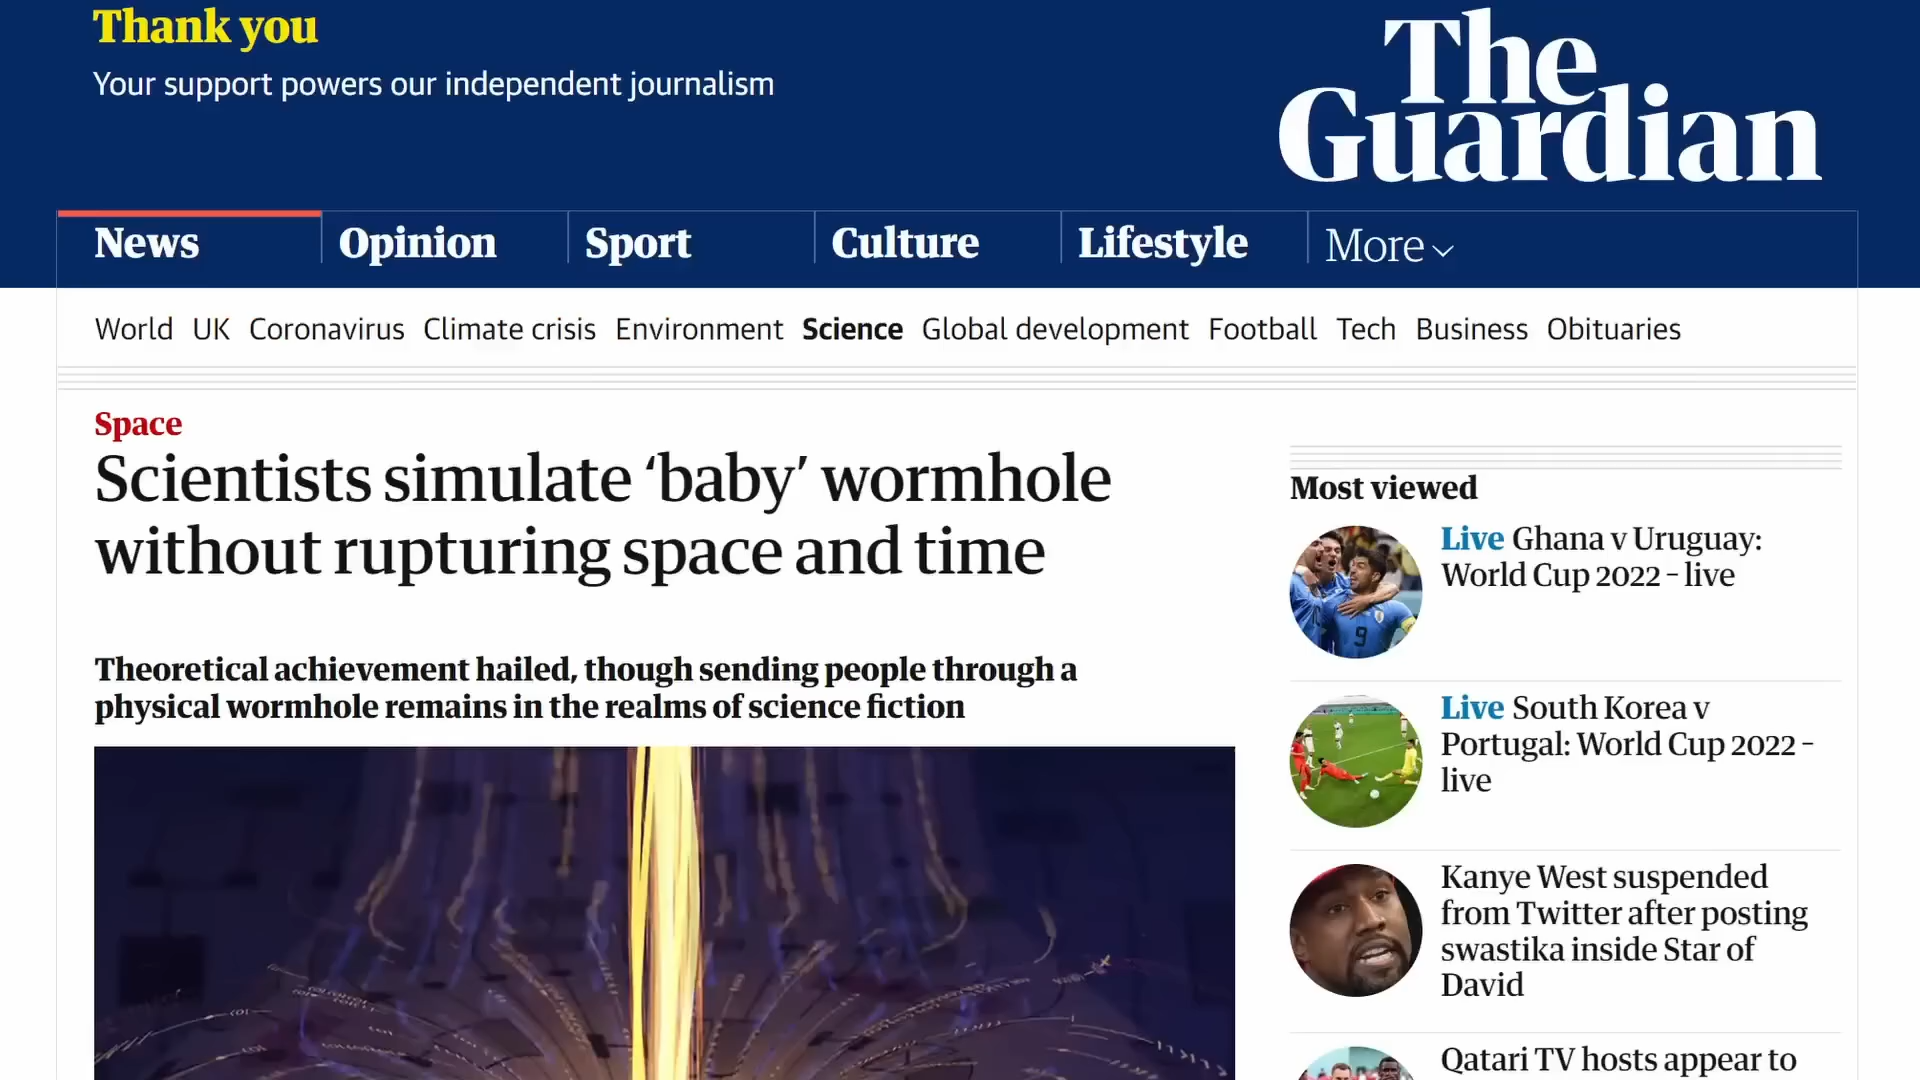 Thank you
Your support powers our independent journalism
The
Guardian
News Opinion Sport Culture Lifestyle More
World UK Coronavirus Climate crisis Environment Science Global development Football Tech Business Obituaries
Space
Scientists simulate ‘baby’ wormhole
without rupturing space and time
Theoretical achievement hailed, though sending people through a
physical wormhole remains in the realms of science fiction
Most viewed
Live Ghana v Uruguay:
World Cup 2022 – live
Live South Korea v
Portugal: World Cup 2022 –
live
Kanye West suspended
from Twitter after posting
swastika inside Star of
David
Qatari TV hosts appear to